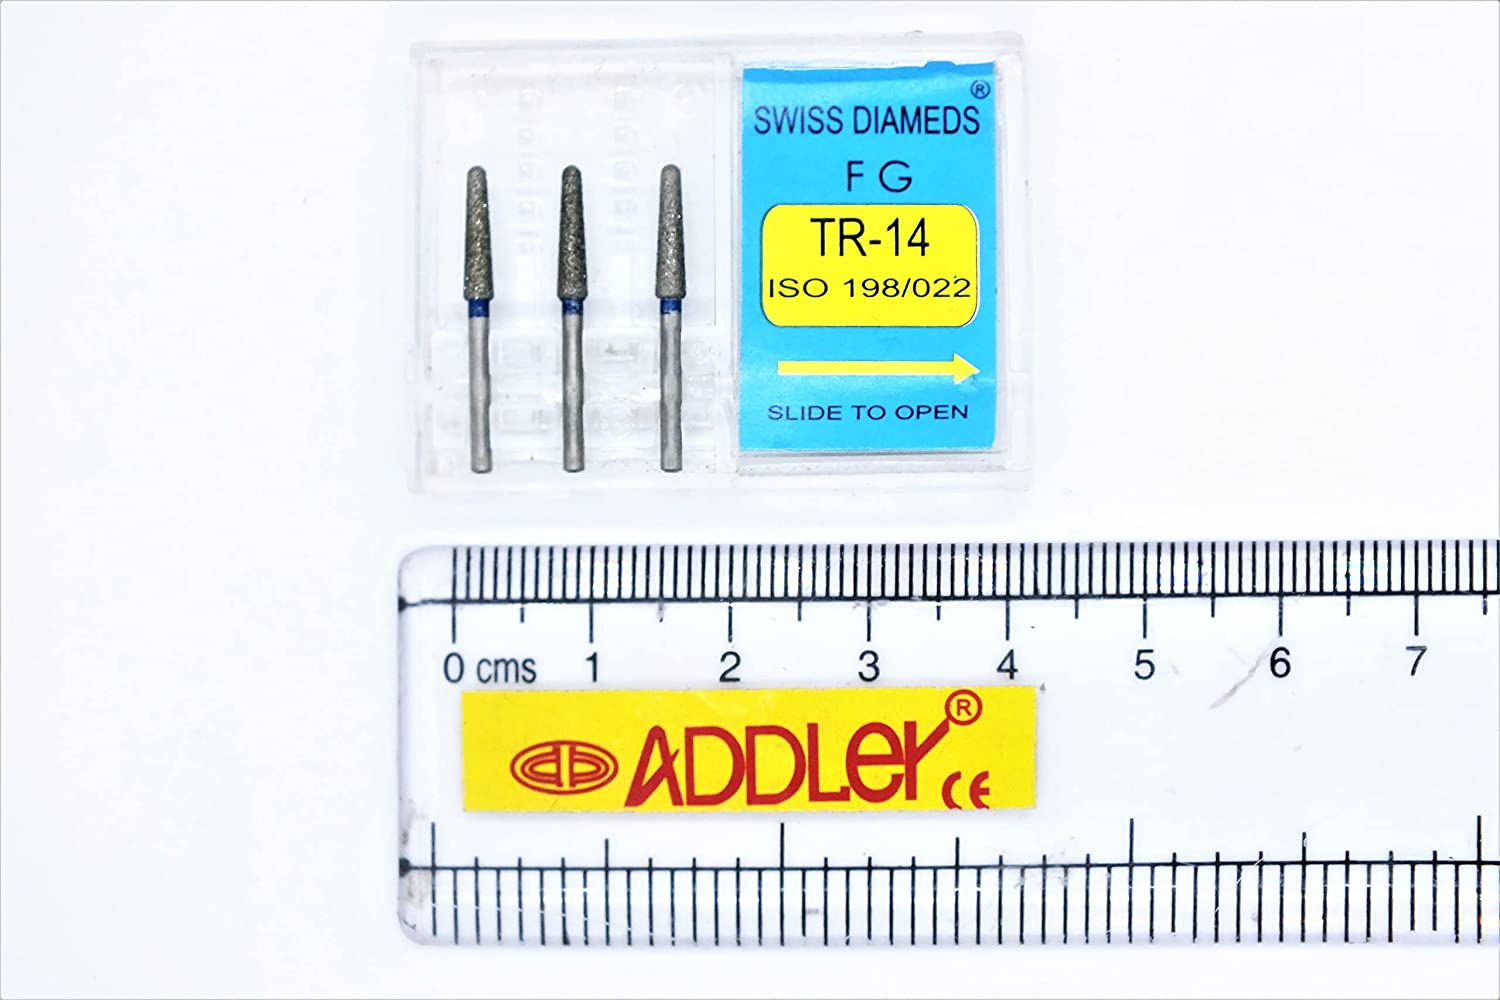 SWISS DIAMEDS®
F G
TR-14
ISO 198/022
SLIDE TO OPEN
0 cms 1 2 3 4 5 6 7
ADDLer®
CE